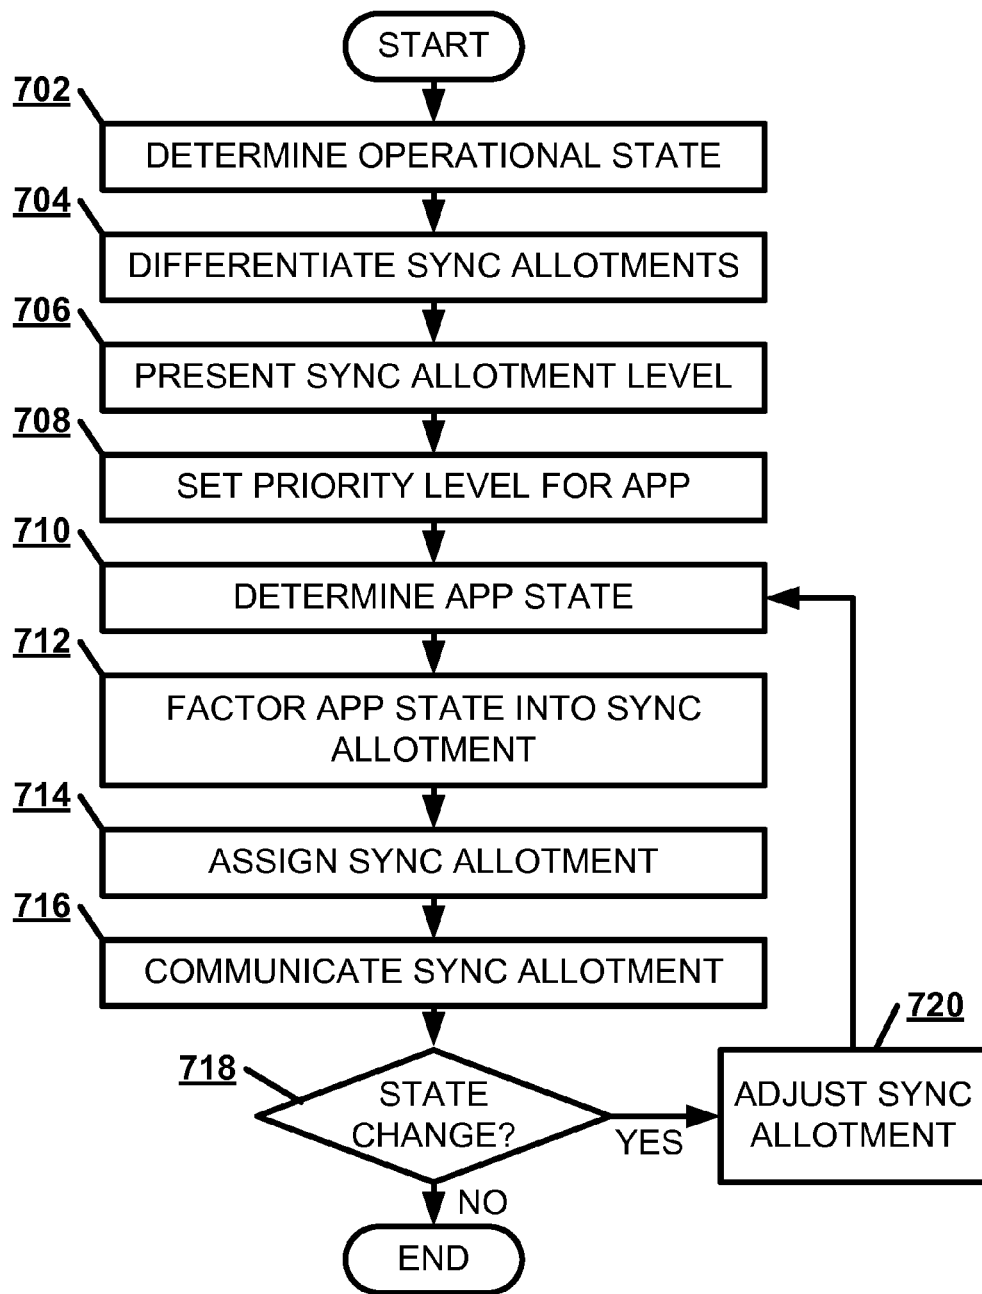 START
702
DETERMINE OPERATIONAL STATE
704
DIFFERENTIATE SYNC ALLOTMENTS
706
PRESENT SYNC ALLOTMENT LEVEL
708
SET PRIORITY LEVEL FOR APP
710
DETERMINE APP STATE
712
FACTOR APP STATE INTO SYNC
ALLOTMENT
714
ASSIGN SYNC ALLOTMENT
716
COMMUNICATE SYNC ALLOTMENT
718
STATE
CHANGE?
YES
720
ADJUST SYNC
ALLOTMENT
NO
END